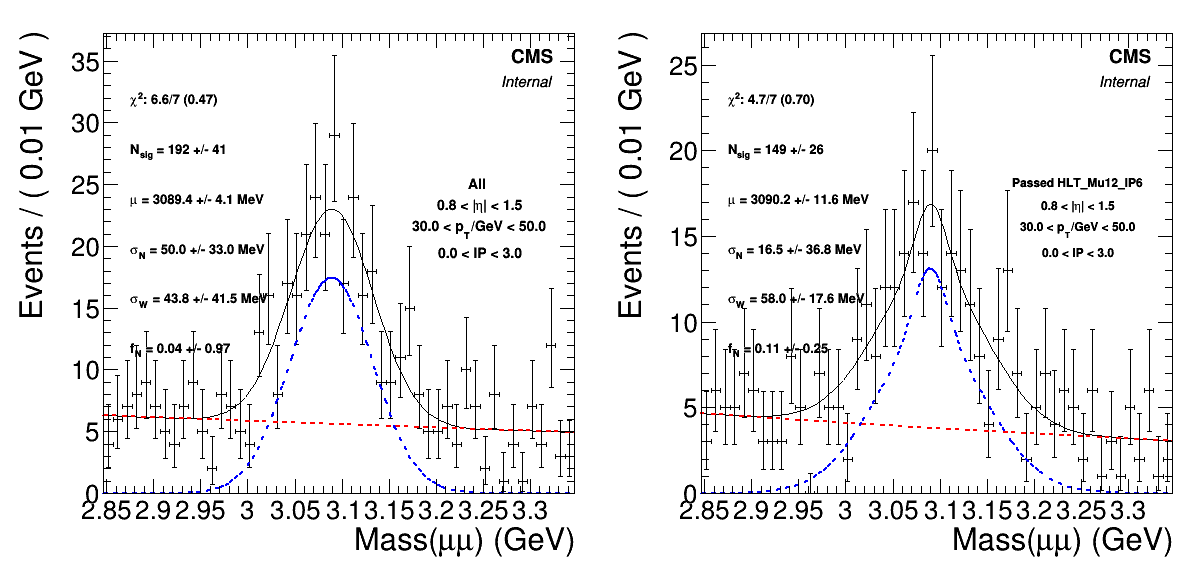 CMS
Internal
χ²: 6.6/7 (0.47)
N_sig = 192 +/- 41
μ = 3089.4 +/- 4.1 MeV
σ_N = 50.0 +/- 33.0 MeV
σ_W = 43.8 +/- 41.5 MeV
f_N = 0.04 +/- 0.97
All
0.8 < |η| < 1.5
30.0 < p_T/GeV < 50.0
0.0 < IP < 3.0
Events / ( 0.01 GeV )
35
30
25
20
15
10
5
0
2.85 2.9 2.95 3 3.05 3.1 3.15 3.2 3.25 3.3
Mass(μμ) (GeV)
CMS
Internal
χ²: 4.7/7 (0.70)
N_sig = 149 +/- 26
μ = 3090.2 +/- 11.6 MeV
σ_N = 16.5 +/- 36.8 MeV
σ_W = 58.0 +/- 17.6 MeV
f_N = 0.11 +/- 0.25
Passed HLT_Mu12_IP6
0.8 < |η| < 1.5
30.0 < p_T/GeV < 50.0
0.0 < IP < 3.0
Events / ( 0.01 GeV )
25
20
15
10
5
0
2.85 2.9 2.95 3 3.05 3.1 3.15 3.2 3.25 3.3
Mass(μμ) (GeV)